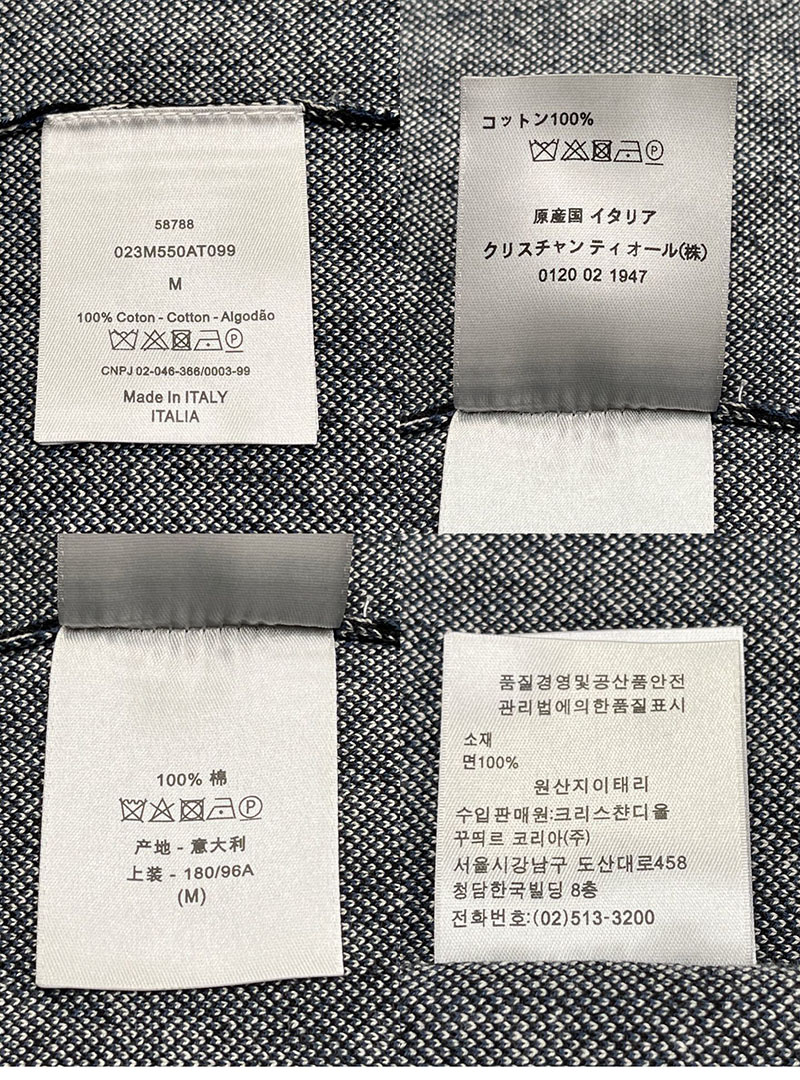 58788
023M550AT099
M
100% Coton - Cotton - Algodão
P
CNPJ 02-046-366/0003-99
Made In ITALY
ITALIA
コットン100%
P
原産国 イタリア
クリスチャン ティ オール(株)
0120 02 1947
100% 棉
P
产地 - 意大利
上装 - 180/96A
(M)
품질경영및공산품안전
관리법에의한품질표시
소재
면100%
원산지이태리
수입판매원:크리스챤디올
꾸띄르 코리아(주)
서울시강남구 도산대로458
청담한국빌딩 8층
전화번호:(02)513-3200